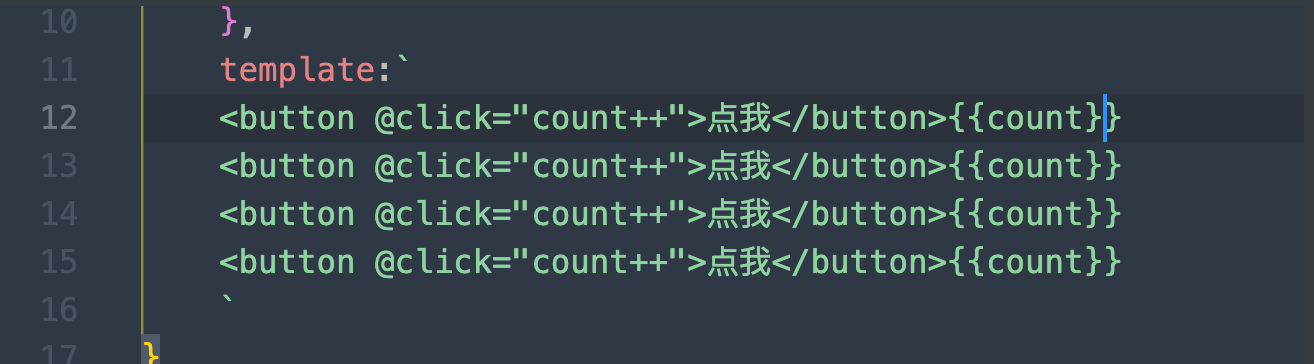 10 },
11 template:`
12 <button @click="count++">点我</button>{{count}}
13 <button @click="count++">点我</button>{{count}}
14 <button @click="count++">点我</button>{{count}}
15 <button @click="count++">点我</button>{{count}}
16 `
17 }